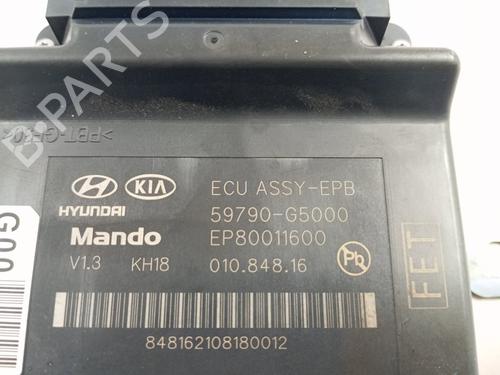 B-PARTS
>PBT-GF30<
HYUNDAI KIA ECU ASSY-EPB
59790-G5000
Mando EP80011600
V1.3 KH18 010.848.16 Pb
FET
G00
848162108180012